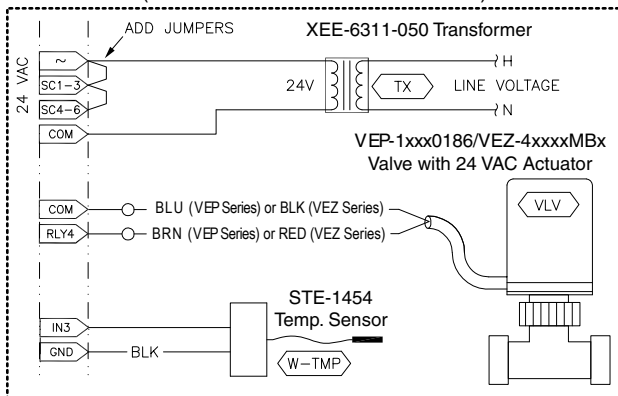 ADD JUMPERS
XEE-6311-050 Transformer
24 VAC
~
SC1-3
SC4-6
COM
24V
TX
H
LINE VOLTAGE
N
VEP-1xxx0186/VEZ-4xxxxMBx
Valve with 24 VAC Actuator
VLV
COM
BLU (VEP Series) or BLK (VEZ Series)
RLY4
BRN (VEP Series) or RED (VEZ Series)
STE-1454
Temp. Sensor
IN3
GND
BLK
W-TMP